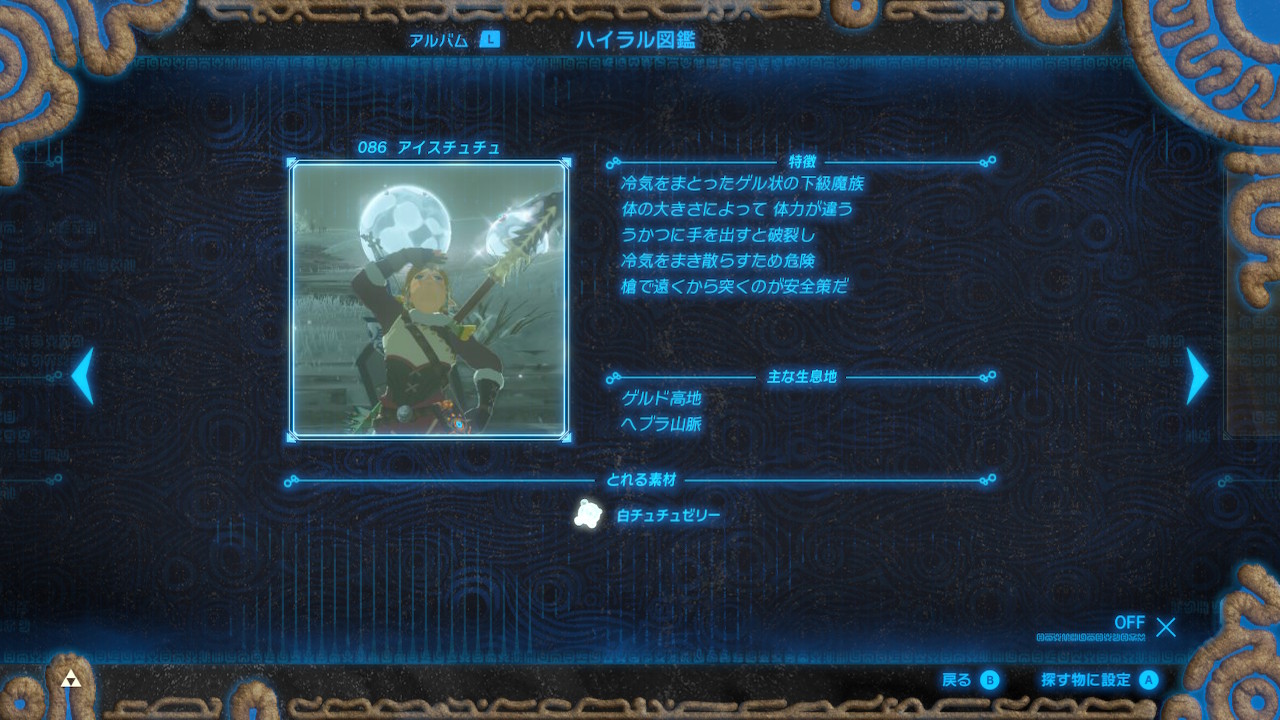 アルバム L
ハイラル図鑑
086 アイスチュチュ
特徴
冷気をまとったゲル状の下級魔族
体の大きさによって 体力が違う
うかつに手を出すと破裂し
冷気をまき散らすため危険
槍で遠くから突くのが安全策だ
主な生息地
ゲルド高地
ヘブラ山脈
とれる素材
白チュチュゼリー
OFF
戻る B
探す物に設定 A